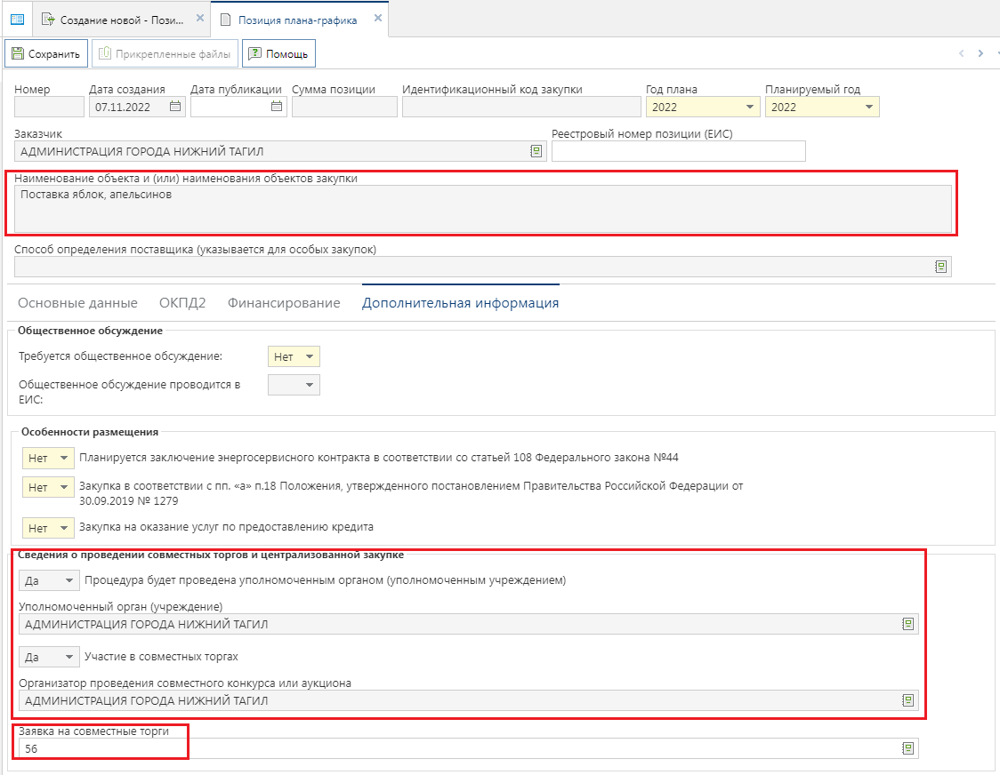 Создание новой - Пози...
Позиция плана-графика
Сохранить
Прикрепленные файлы
Помощь
Номер Дата создания Дата публикации Сумма позиции Идентификационный код закупки Год плана Планируемый год
07.11.2022 2022 2022
Заказчик Реестровый номер позиции (ЕИС)
АДМИНИСТРАЦИЯ ГОРОДА НИЖНИЙ ТАГИЛ
Наименование объекта и (или) наименования объектов закупки
Поставка яблок, апельсинов
Способ определения поставщика (указывается для особых закупок)
Основные данные ОКПД2 Финансирование Дополнительная информация
Общественное обсуждение
Требуется общественное обсуждение: Нет
Общественное обсуждение проводится в
ЕИС:
Особенности размещения
Нет Планируется заключение энергосервисного контракта в соответствии со статьей 108 Федерального закона №44
Нет Закупка в соответствии с пп. «а» п.18 Положения, утвержденного постановлением Правительства Российской Федерации от
30.09.2019 № 1279
Нет Закупка на оказание услуг по предоставлению кредита
Сведения о проведении совместных торгов и централизованной закупке
Да Процедура будет проведена уполномоченным органом (уполномоченным учреждением)
Уполномоченный орган (учреждение)
АДМИНИСТРАЦИЯ ГОРОДА НИЖНИЙ ТАГИЛ
Да Участие в совместных торгах
Организатор проведения совместного конкурса или аукциона
АДМИНИСТРАЦИЯ ГОРОДА НИЖНИЙ ТАГИЛ
Заявка на совместные торги
56